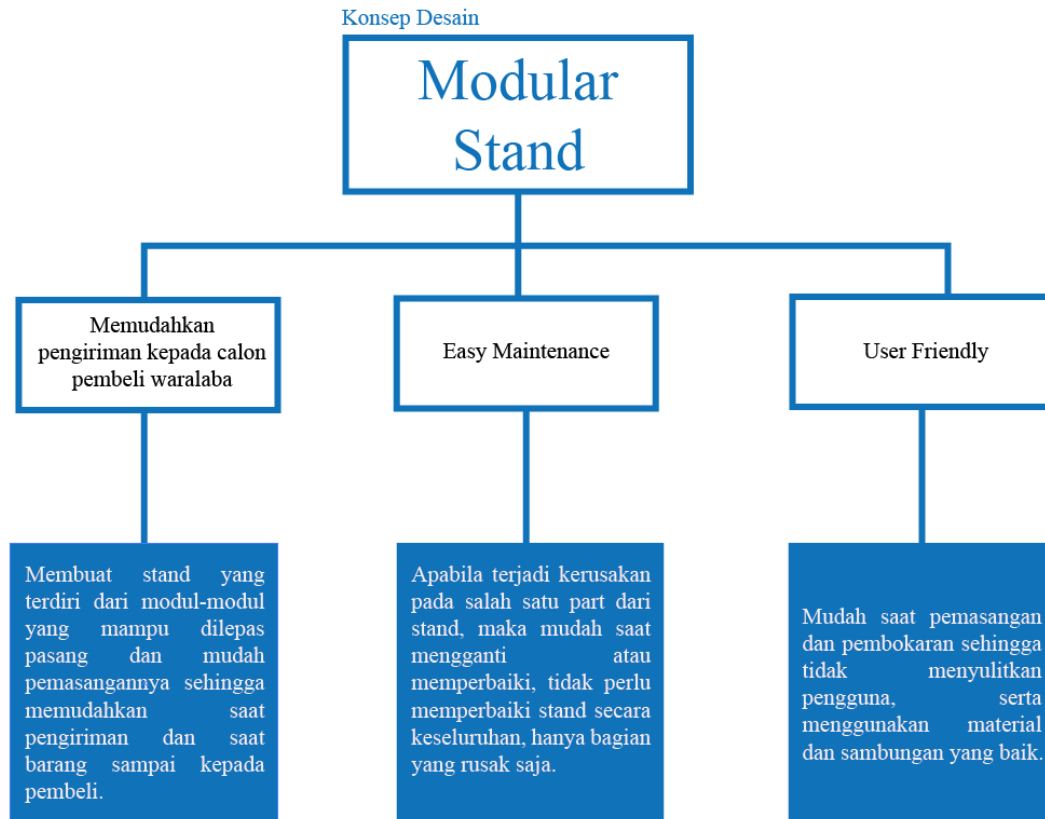 Konsep Desain
Modular
Stand
Memudahkan
pengiriman kepada calon
pembeli waralaba
Easy Maintenance
User Friendly
Membuat stand yang
terdiri dari modul-modul
yang mampu dilepas
pasang dan mudah
pemasangannya sehingga
memudahkan saat
pengiriman dan saat
barang sampai kepada
pembeli.
Apabila terjadi kerusakan
pada salah satu part dari
stand, maka mudah saat
mengganti atau
memperbaiki, tidak perlu
memperbaiki stand secara
keseluruhan, hanya bagian
yang rusak saja.
Mudah saat pemasangan
dan pembokaran sehingga
tidak menyulitkan
pengguna, serta
menggunakan material
dan sambungan yang baik.